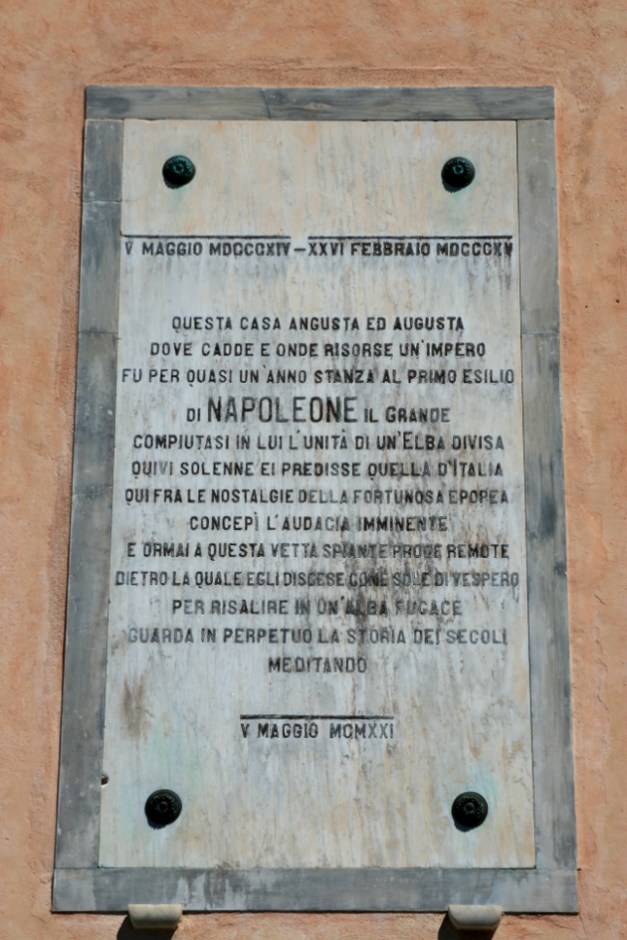 V MAGGIO MDCCCXIV – XXVI FEBBRAIO MDCCCXV
QUESTA CASA ANGUSTA ED AUGUSTA
DOVE CADDE E ONDE RISORSE UN'IMPERO
FU PER QUASI UN'ANNO STANZA AL PRIMO ESILIO
DI NAPOLEONE IL GRANDE
COMPIUTASI IN LUI L'UNITÀ DI UN'ELBA DIVISA
QUIVI SOLENNE EI PREDISSE QUELLA D'ITALIA
QUI FRA LE NOSTALGIE DELLA FORTUNOSA EPOPEA
CONCEPÌ L'AUDACIA IMMINENTE
E ORMAI A QUESTA VETTA SPIANTE PRODE REMOTE
DIETRO LA QUALE EGLI DISCESE COME SOLE DI VESPERO
PER RISALIRE IN UN'ALBA FUGACE
GUARDA IN PERPETUO LA STORIA DEI SECOLI
MEDITANDO
V MAGGIO MCMXXI